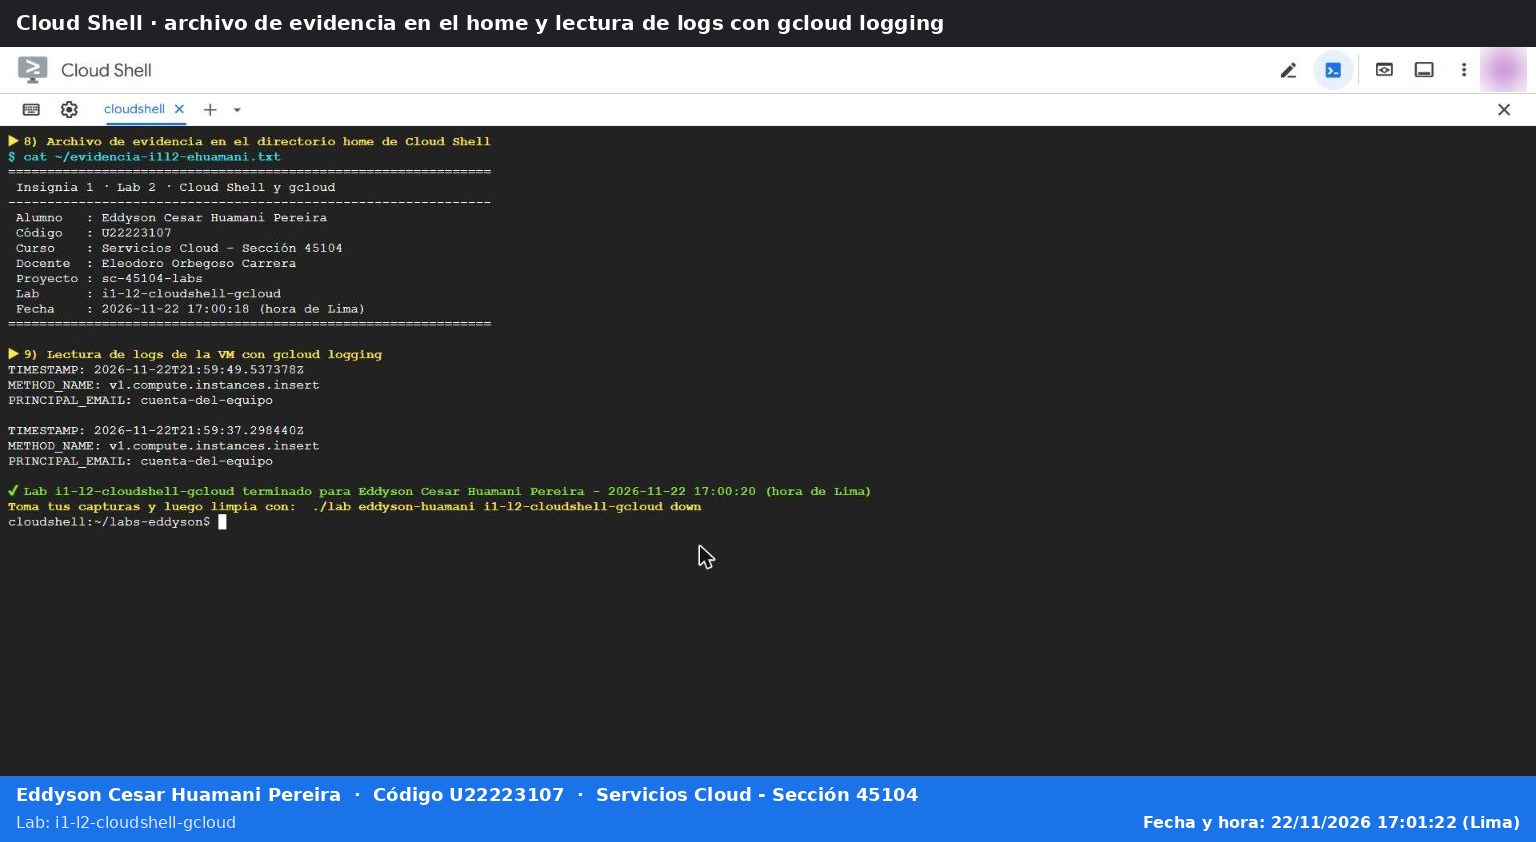 Cloud Shell · archivo de evidencia en el home y lectura de logs con gcloud logging
Cloud Shell
cloudshell
▶ 8) Archivo de evidencia en el directorio home de Cloud Shell
$ cat ~/evidencia-i1l2-ehuamani.txt
==============================================================
Insignia 1 · Lab 2 · Cloud Shell y gcloud
--------------------------------------------------------------
Alumno : Eddyson Cesar Huamani Pereira
Código : U22223107
Curso : Servicios Cloud - Sección 45104
Docente : Eleodoro Orbegoso Carrera
Proyecto : sc-45104-labs
Lab : i1-l2-cloudshell-gcloud
Fecha : 2026-11-22 17:00:18 (hora de Lima)
==============================================================
▶ 9) Lectura de logs de la VM con gcloud logging
TIMESTAMP: 2026-11-22T21:59:49.537378Z
METHOD_NAME: v1.compute.instances.insert
PRINCIPAL_EMAIL: cuenta-del-equipo
TIMESTAMP: 2026-11-22T21:59:37.298440Z
METHOD_NAME: v1.compute.instances.insert
PRINCIPAL_EMAIL: cuenta-del-equipo
✔ Lab i1-l2-cloudshell-gcloud terminado para Eddyson Cesar Huamani Pereira - 2026-11-22 17:00:20 (hora de Lima)
Toma tus capturas y luego limpia con: ./lab eddyson-huamani i1-l2-cloudshell-gcloud down
cloudshell:~/labs-eddyson$
Eddyson Cesar Huamani Pereira · Código U22223107 · Servicios Cloud - Sección 45104
Lab: i1-l2-cloudshell-gcloud
Fecha y hora: 22/11/2026 17:01:22 (Lima)